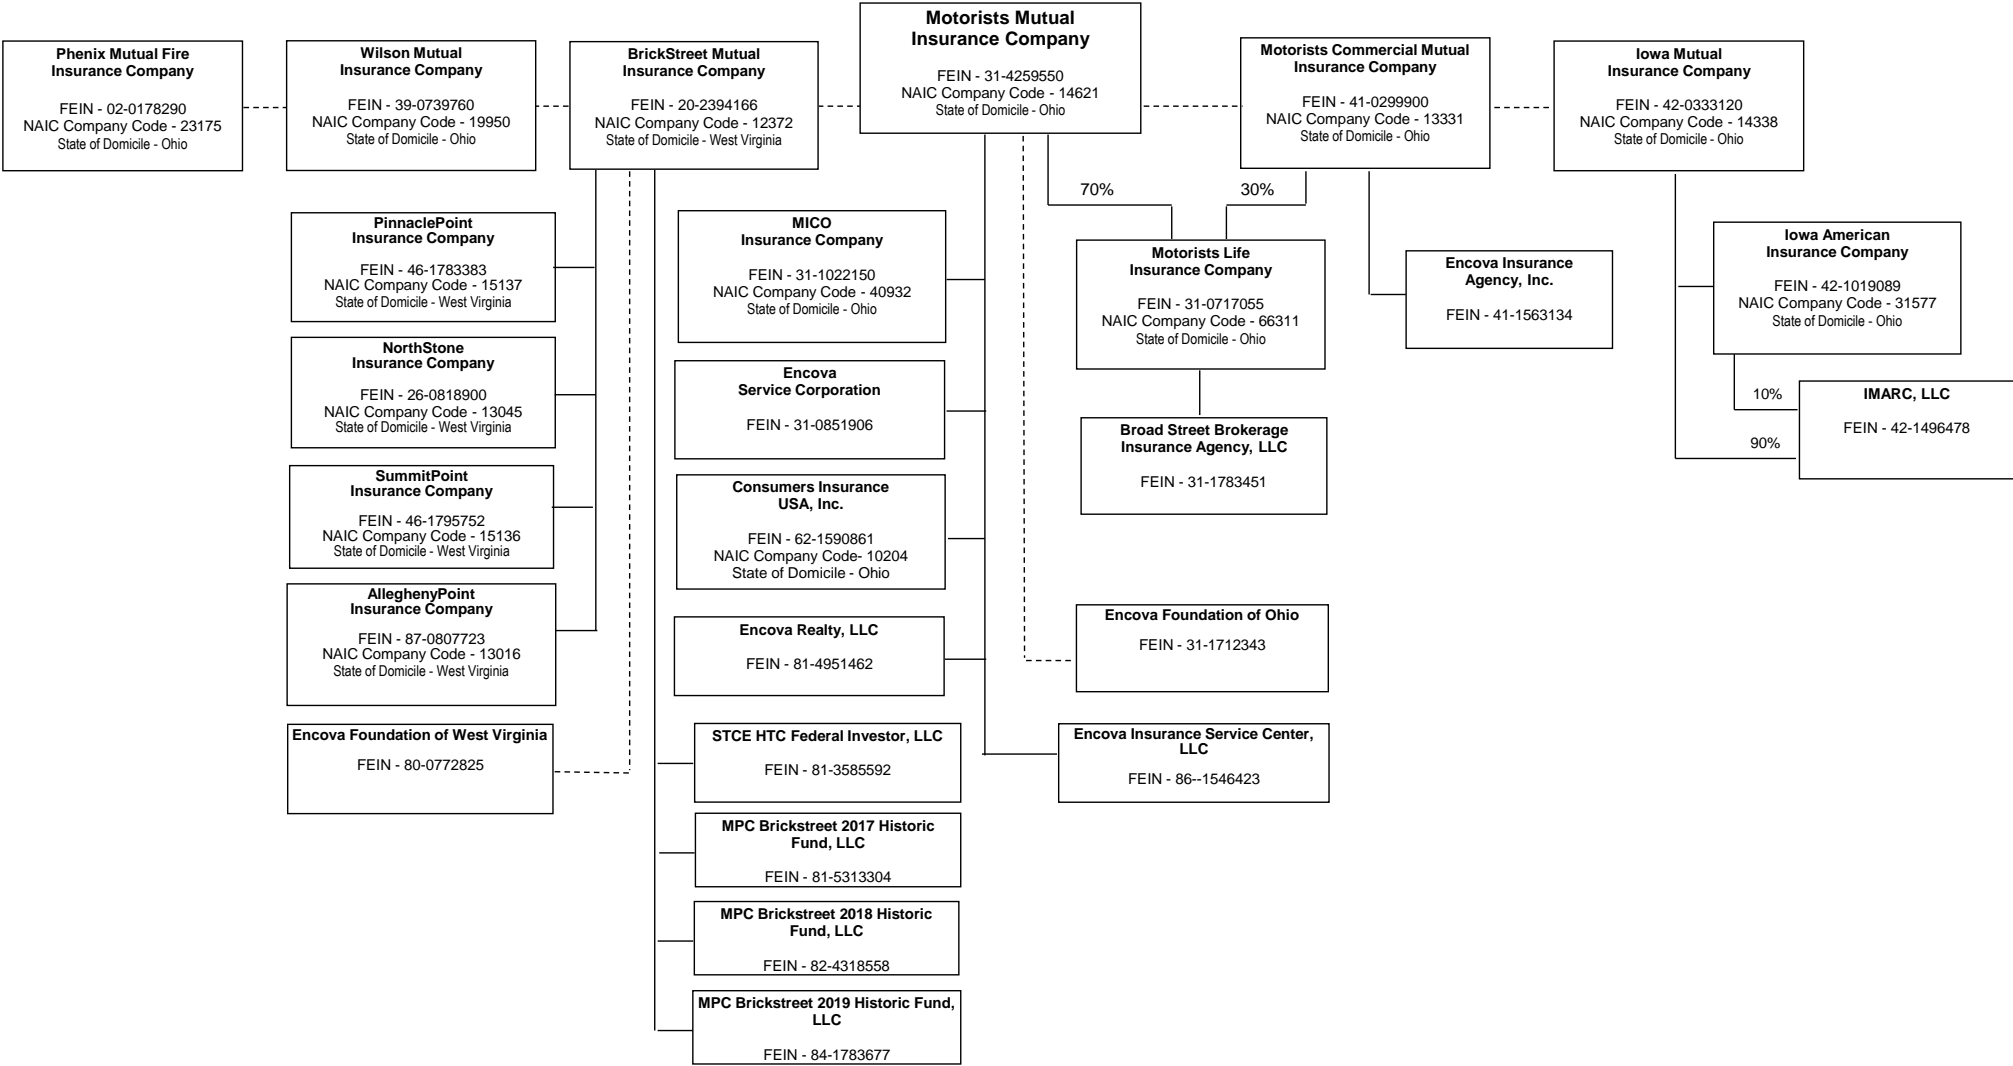 Phenix Mutual Fire
Insurance Company
FEIN - 02-0178290
NAIC Company Code - 23175
State of Domicile - Ohio
Wilson Mutual
Insurance Company
FEIN - 39-0739760
NAIC Company Code - 19950
State of Domicile - Ohio
BrickStreet Mutual
Insurance Company
FEIN - 20-2394166
NAIC Company Code - 12372
State of Domicile - West Virginia
Motorists Mutual
Insurance Company
FEIN - 31-4259550
NAIC Company Code - 14621
State of Domicile - Ohio
Motorists Commercial Mutual
Insurance Company
FEIN - 41-0299900
NAIC Company Code - 13331
State of Domicile - Ohio
Iowa Mutual
Insurance Company
FEIN - 42-0333120
NAIC Company Code - 14338
State of Domicile - Ohio
70%
30%
PinnaclePoint
Insurance Company
FEIN - 46-1783383
NAIC Company Code - 15137
State of Domicile - West Virginia
NorthStone
Insurance Company
FEIN - 26-0818900
NAIC Company Code - 13045
State of Domicile - West Virginia
SummitPoint
Insurance Company
FEIN - 46-1795752
NAIC Company Code - 15136
State of Domicile - West Virginia
AlleghenyPoint
Insurance Company
FEIN - 87-0807723
NAIC Company Code - 13016
State of Domicile - West Virginia
Encova Foundation of West Virginia
FEIN - 80-0772825
MICO
Insurance Company
FEIN - 31-1022150
NAIC Company Code - 40932
State of Domicile - Ohio
Encova
Service Corporation
FEIN - 31-0851906
Consumers Insurance
USA, Inc.
FEIN - 62-1590861
NAIC Company Code- 10204
State of Domicile - Ohio
Encova Realty, LLC
FEIN - 81-4951462
STCE HTC Federal Investor, LLC
FEIN - 81-3585592
MPC Brickstreet 2017 Historic
Fund, LLC
FEIN - 81-5313304
MPC Brickstreet 2018 Historic
Fund, LLC
FEIN - 82-4318558
MPC Brickstreet 2019 Historic Fund,
LLC
FEIN - 84-1783677
Motorists Life
Insurance Company
FEIN - 31-0717055
NAIC Company Code - 66311
State of Domicile - Ohio
Broad Street Brokerage
Insurance Agency, LLC
FEIN - 31-1783451
Encova Foundation of Ohio
FEIN - 31-1712343
Encova Insurance Service Center,
LLC
FEIN - 86--1546423
Encova Insurance
Agency, Inc.
FEIN - 41-1563134
Iowa American
Insurance Company
FEIN - 42-1019089
NAIC Company Code - 31577
State of Domicile - Ohio
10%
90%
IMARC, LLC
FEIN - 42-1496478